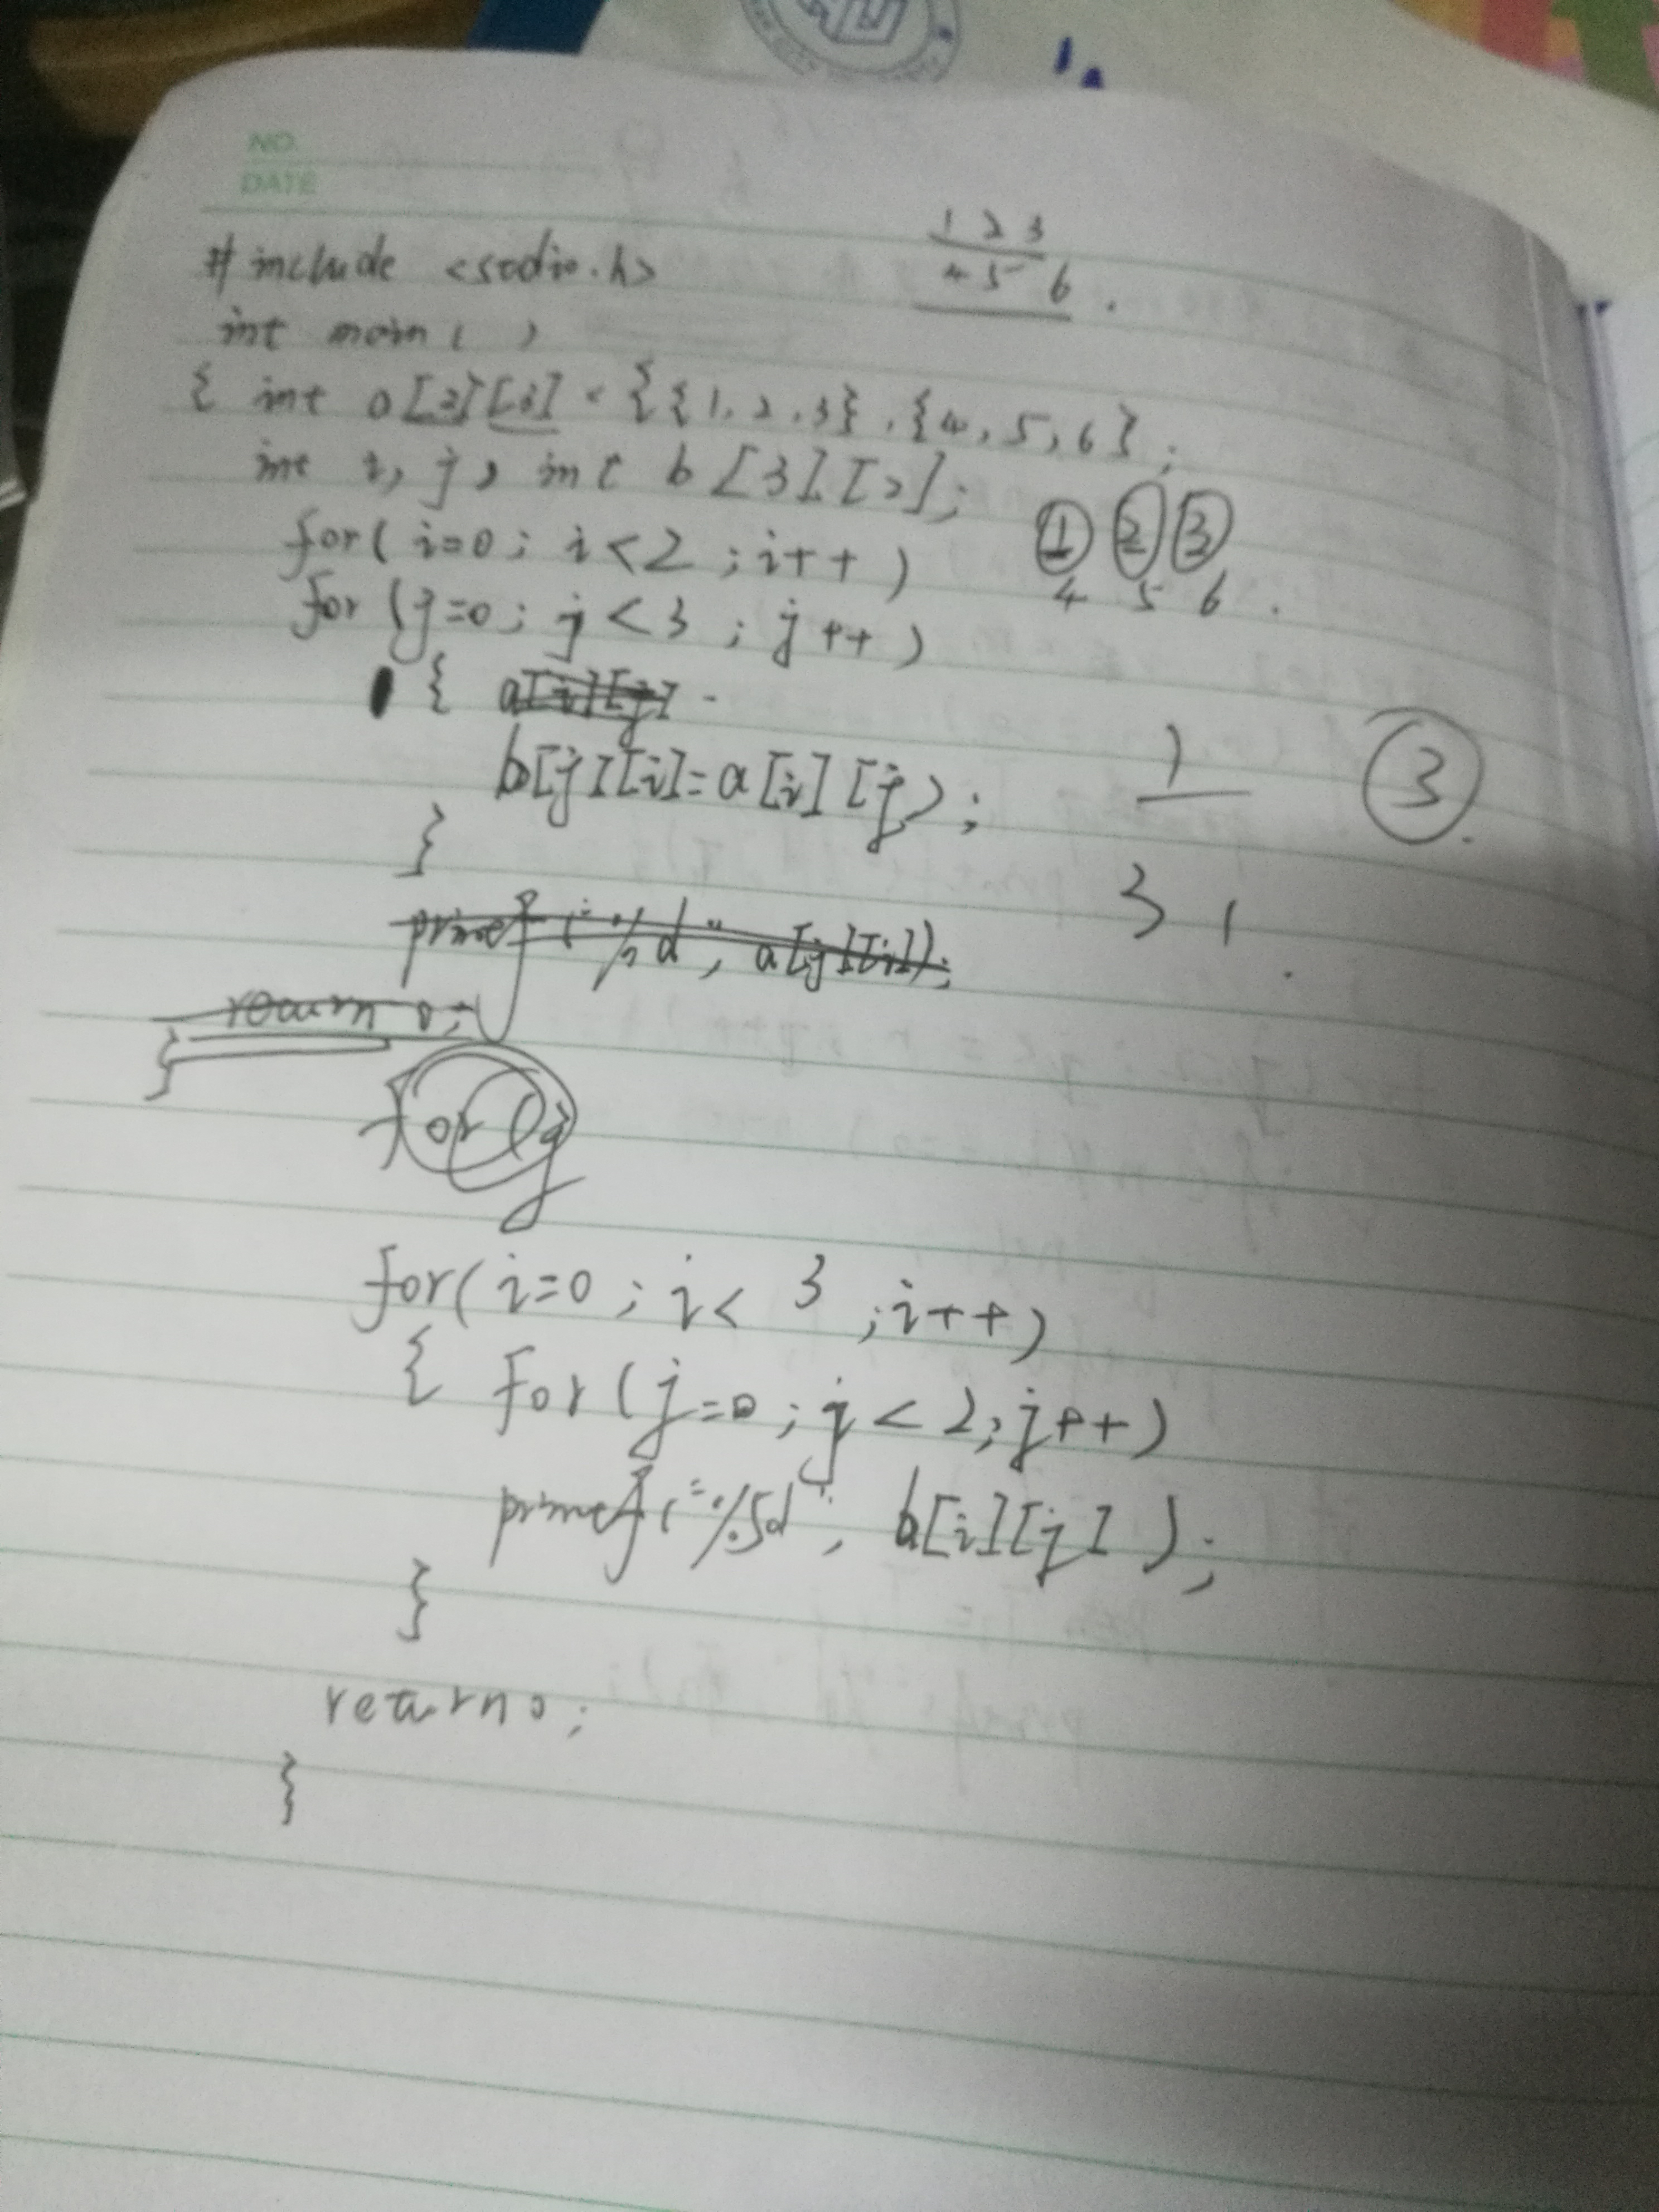 NO.
DATE
1 2 3
# include <stdio.h>
4 5 6 .
int main ( )
{ int a[2][3] = {{1, 2, 3}, {4, 5, 6};
int i, j, int b [3][2];
for( i=0; i<2 ; i++ )
① ② ③
for (j=0; j<3 ; j++ )
4 5 6 .
{ a[i][j]
b[j][i]=a[i][j);
1
③.
}
3 1 .
printf ("%d", a[j][i]);
return 0;
}
for (j
for( i=0 ; i< 3 ; i++)
{ for (j=0 ; j<2; j++)
printf ("%5d", b[i][j] );
}
return 0;
}